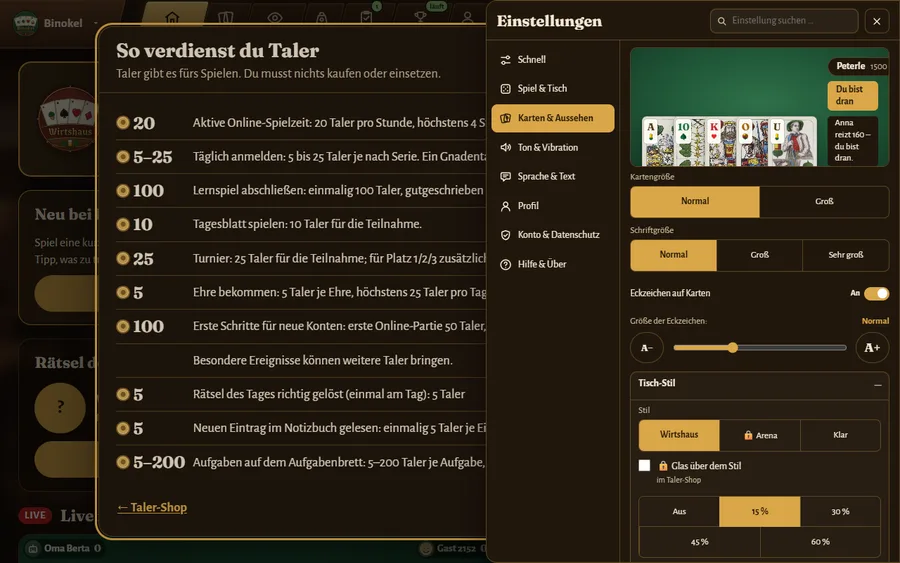 Binokel
1
läuft
Wirtshaus
Neu bei
Spiel eine kur
Tipp, was zu
Rätsel d
?
LIVE Live
Oma Berta 0
Gast 2152 0
So verdienst du Taler
Taler gibt es fürs Spielen. Du musst nichts kaufen oder einsetzen.
20 Aktive Online-Spielzeit: 20 Taler pro Stunde, höchstens 4 S
5–25 Täglich anmelden: 5 bis 25 Taler je nach Serie. Ein Gnadenta
100 Lernspiel abschließen: einmalig 100 Taler, gutgeschrieben
10 Tagesblatt spielen: 10 Taler für die Teilnahme.
25 Turnier: 25 Taler für die Teilnahme; für Platz 1/2/3 zusätzlich
5 Ehre bekommen: 5 Taler je Ehre, höchstens 25 Taler pro Tag
100 Erste Schritte für neue Konten: erste Online-Partie 50 Taler,
Besondere Ereignisse können weitere Taler bringen.
5 Rätsel des Tages richtig gelöst (einmal am Tag): 5 Taler
5 Neuen Eintrag im Notizbuch gelesen: einmalig 5 Taler je Ei
5–200 Aufgaben auf dem Aufgabenbrett: 5–200 Taler je Aufgabe,
← Taler-Shop
Einstellungen
Einstellung suchen ...
Schnell
Spiel & Tisch
Karten & Aussehen
Ton & Vibration
Sprache & Text
Profil
Konto & Datenschutz
Hilfe & Über
Peterle 1500
Du bist
dran
Anna
reizt 160 –
du bist
dran.
A 10 K O U
Kartengröße
Normal Groß
Schriftgröße
Normal Groß Sehr groß
Eckzeichen auf Karten An
Größe der Eckzeichen: Normal
A− A+
Tisch-Stil
Stil
Wirtshaus Arena Klar
Glas über dem Stil
im Taler-Shop
Aus 15 % 30 %
45 % 60 %